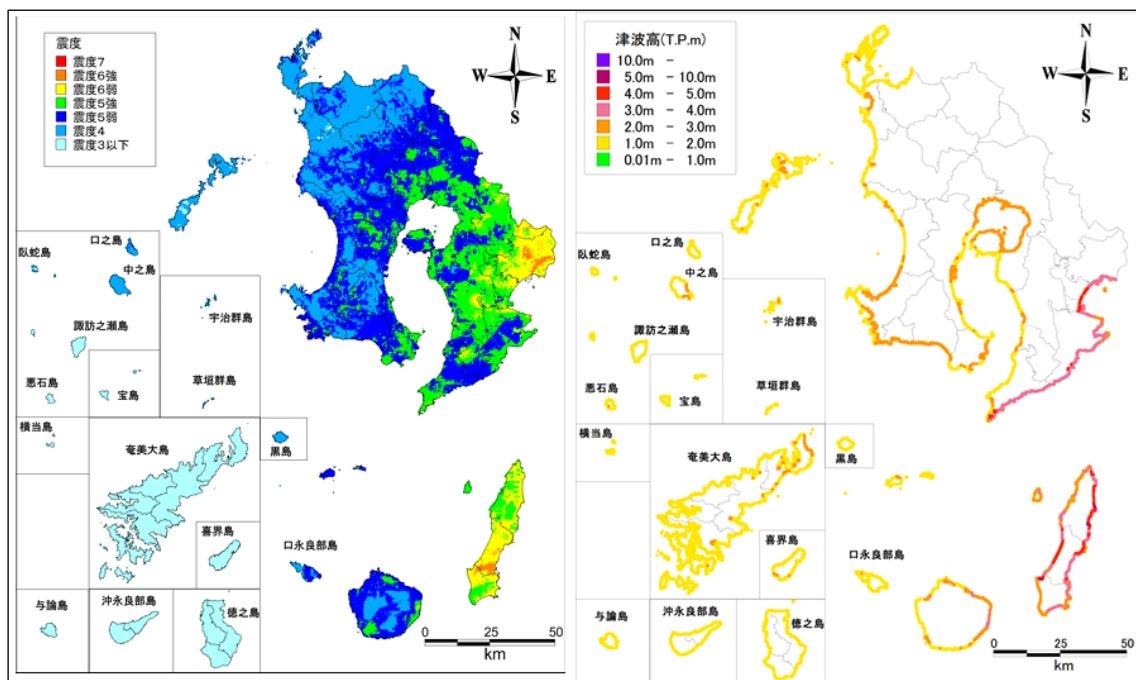 震度
震度7
震度6強
震度6弱
震度5強
震度5弱
震度4
震度3以下
N
W
E
S
臥蛇島
口之島
中之島
諏訪之瀬島
宇治群島
悪石島
宝島
草垣群島
横当島
奄美大島
黒島
喜界島
口永良部島
与論島
沖永良部島
徳之島
0 25 50
km
津波高(T.P.m)
10.0m -
5.0m - 10.0m
4.0m - 5.0m
3.0m - 4.0m
2.0m - 3.0m
1.0m - 2.0m
0.01m - 1.0m
N
W
E
S
臥蛇島
口之島
中之島
諏訪之瀬島
宇治群島
悪石島
宝島
草垣群島
横当島
奄美大島
黒島
喜界島
口永良部島
与論島
沖永良部島
徳之島
0 25 50
km